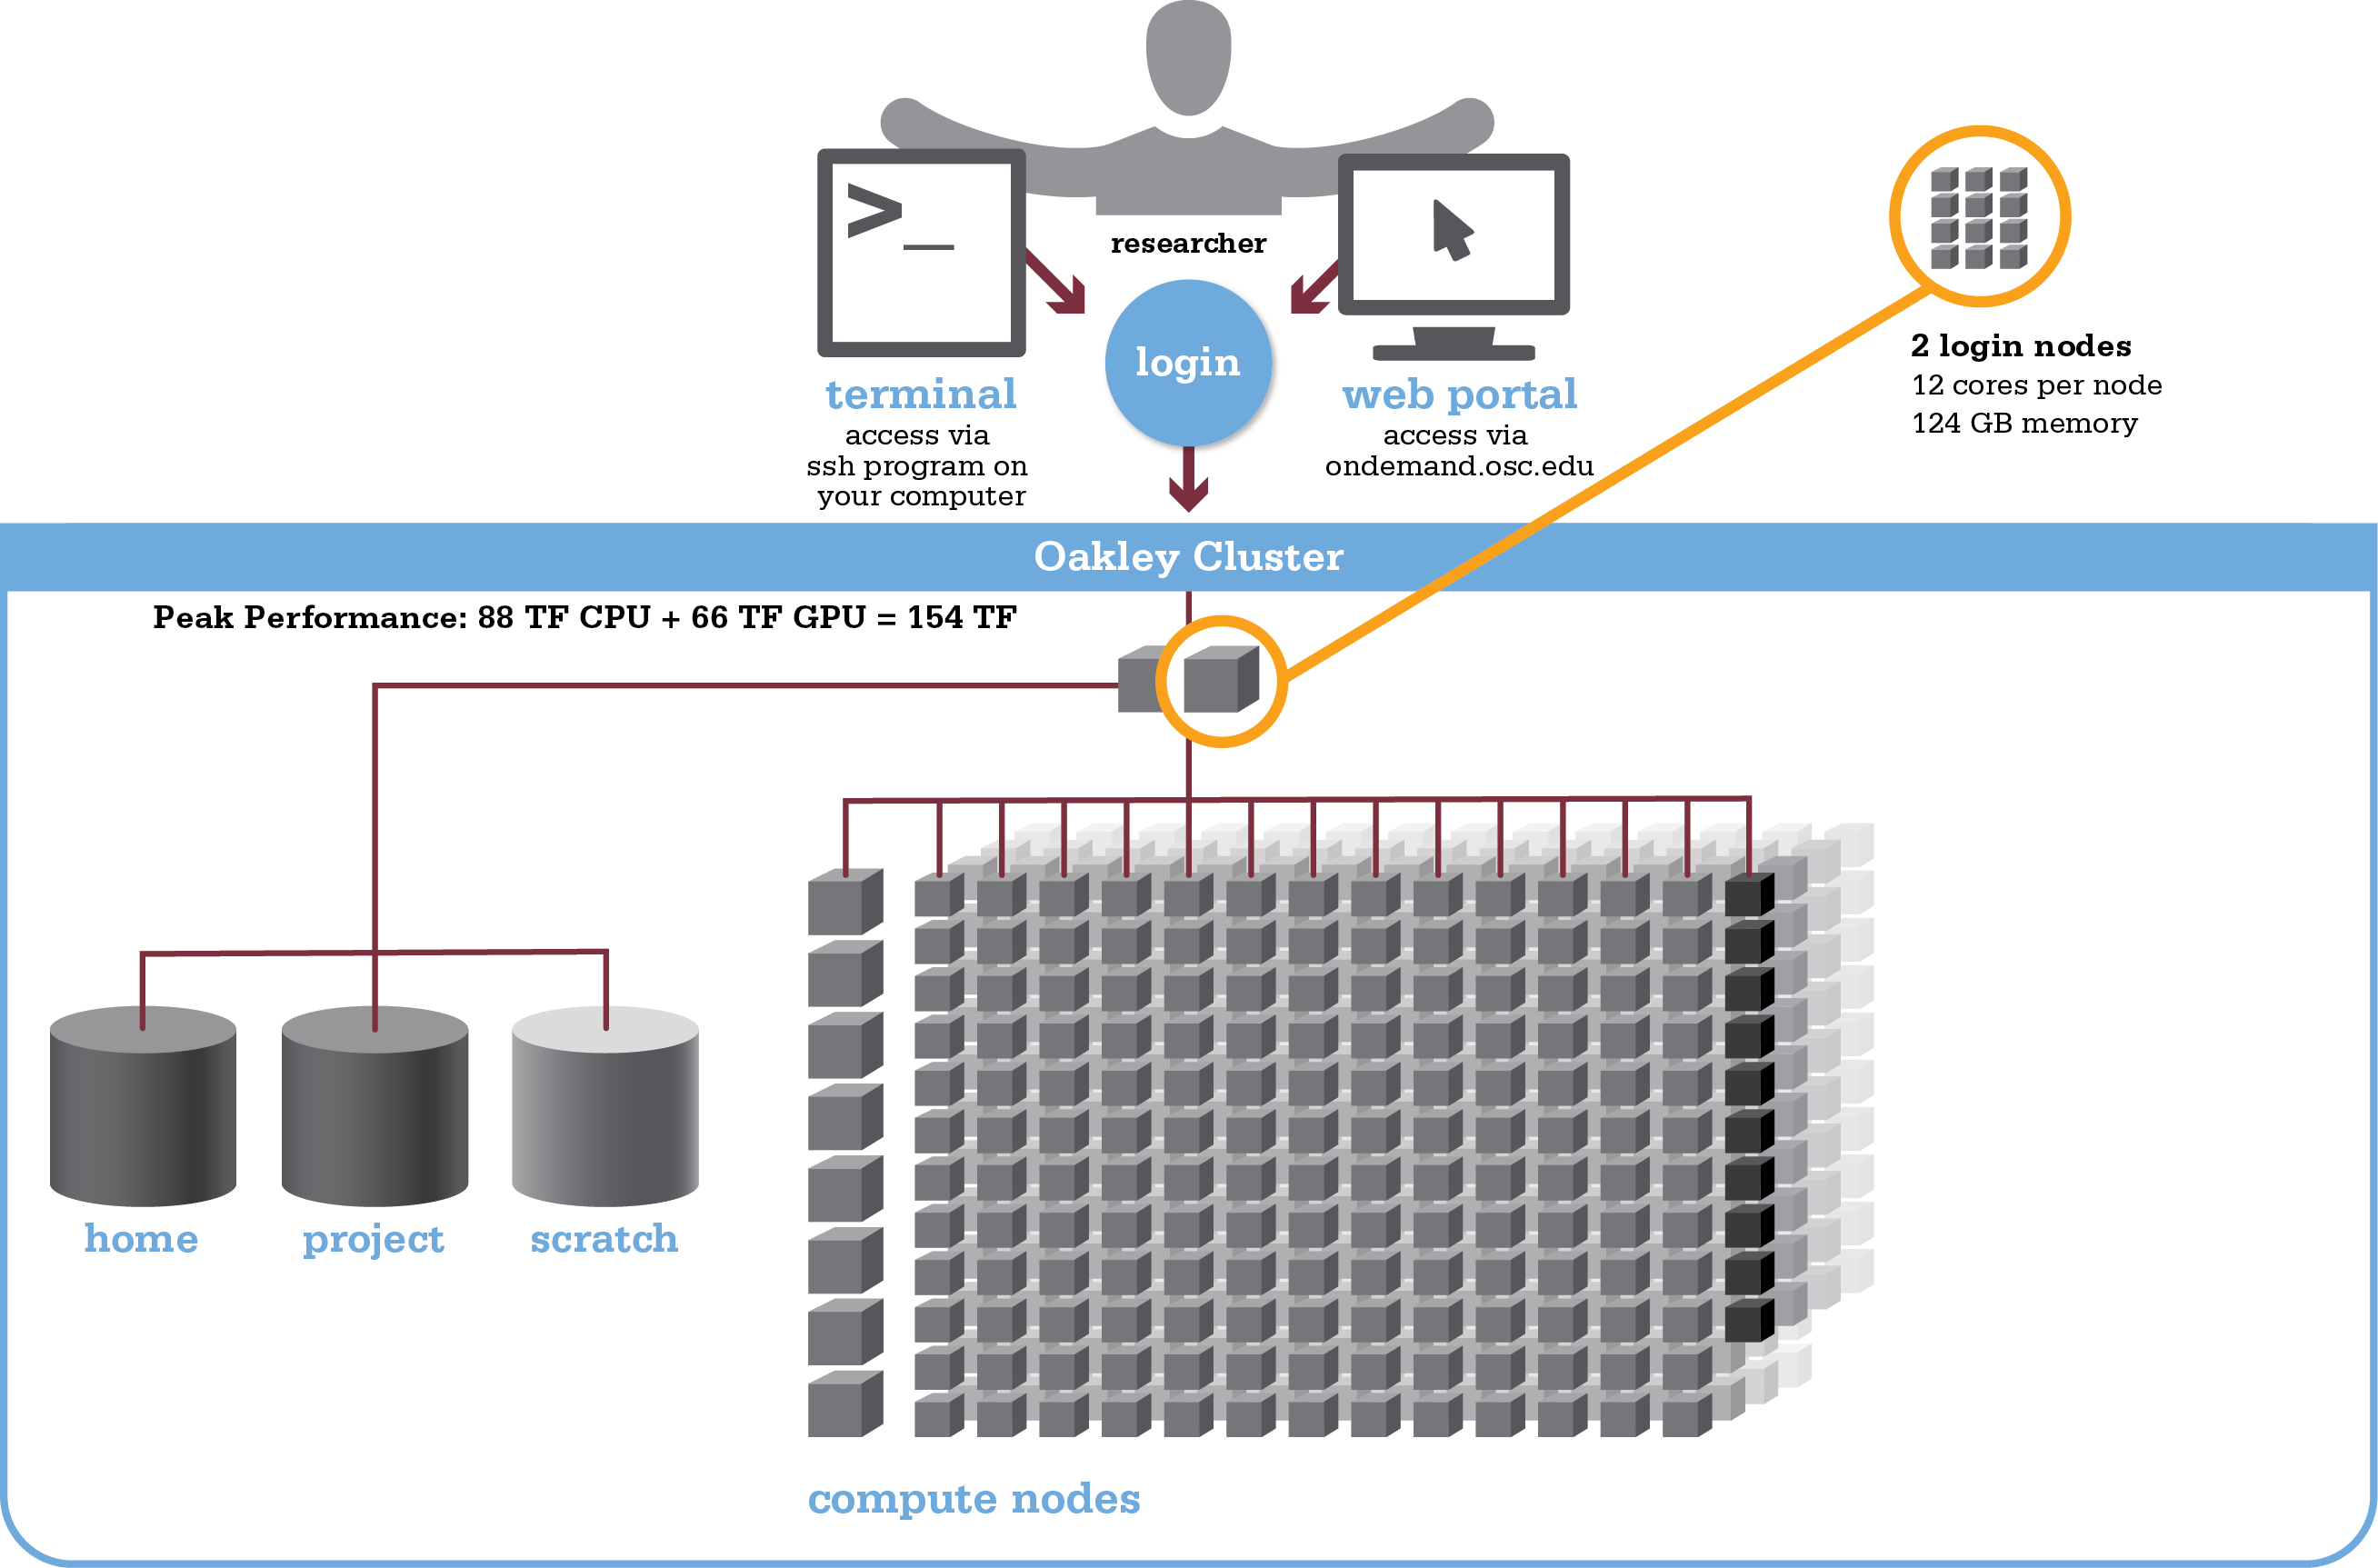 >_
researcher
login
terminal
access via
ssh program on
your computer
web portal
access via
ondemand.osc.edu
2 login nodes
12 cores per node
124 GB memory
Oakley Cluster
Peak Performance: 88 TF CPU + 66 TF GPU = 154 TF
home
project
scratch
compute nodes